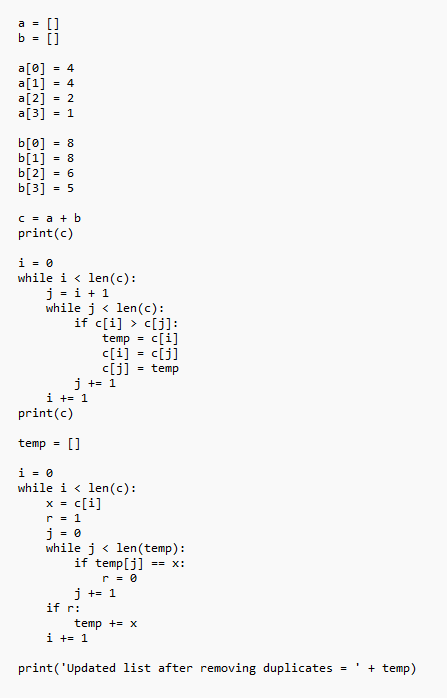 a = []
b = []
a[0] = 4
a[1] = 4
a[2] = 2
a[3] = 1
b[0] = 8
b[1] = 8
b[2] = 6
b[3] = 5
c = a + b
print(c)
i = 0
while i < len(c):
    j = i + 1
    while j < len(c):
        if c[i] > c[j]:
            temp = c[i]
            c[i] = c[j]
            c[j] = temp
        j += 1
    i += 1
print(c)
temp = []
i = 0
while i < len(c):
    x = c[i]
    r = 1
    j = 0
    while j < len(temp):
        if temp[j] == x:
            r = 0
        j += 1
    if r:
        temp += x
    i += 1
print('Updated list after removing duplicates = ' + temp)